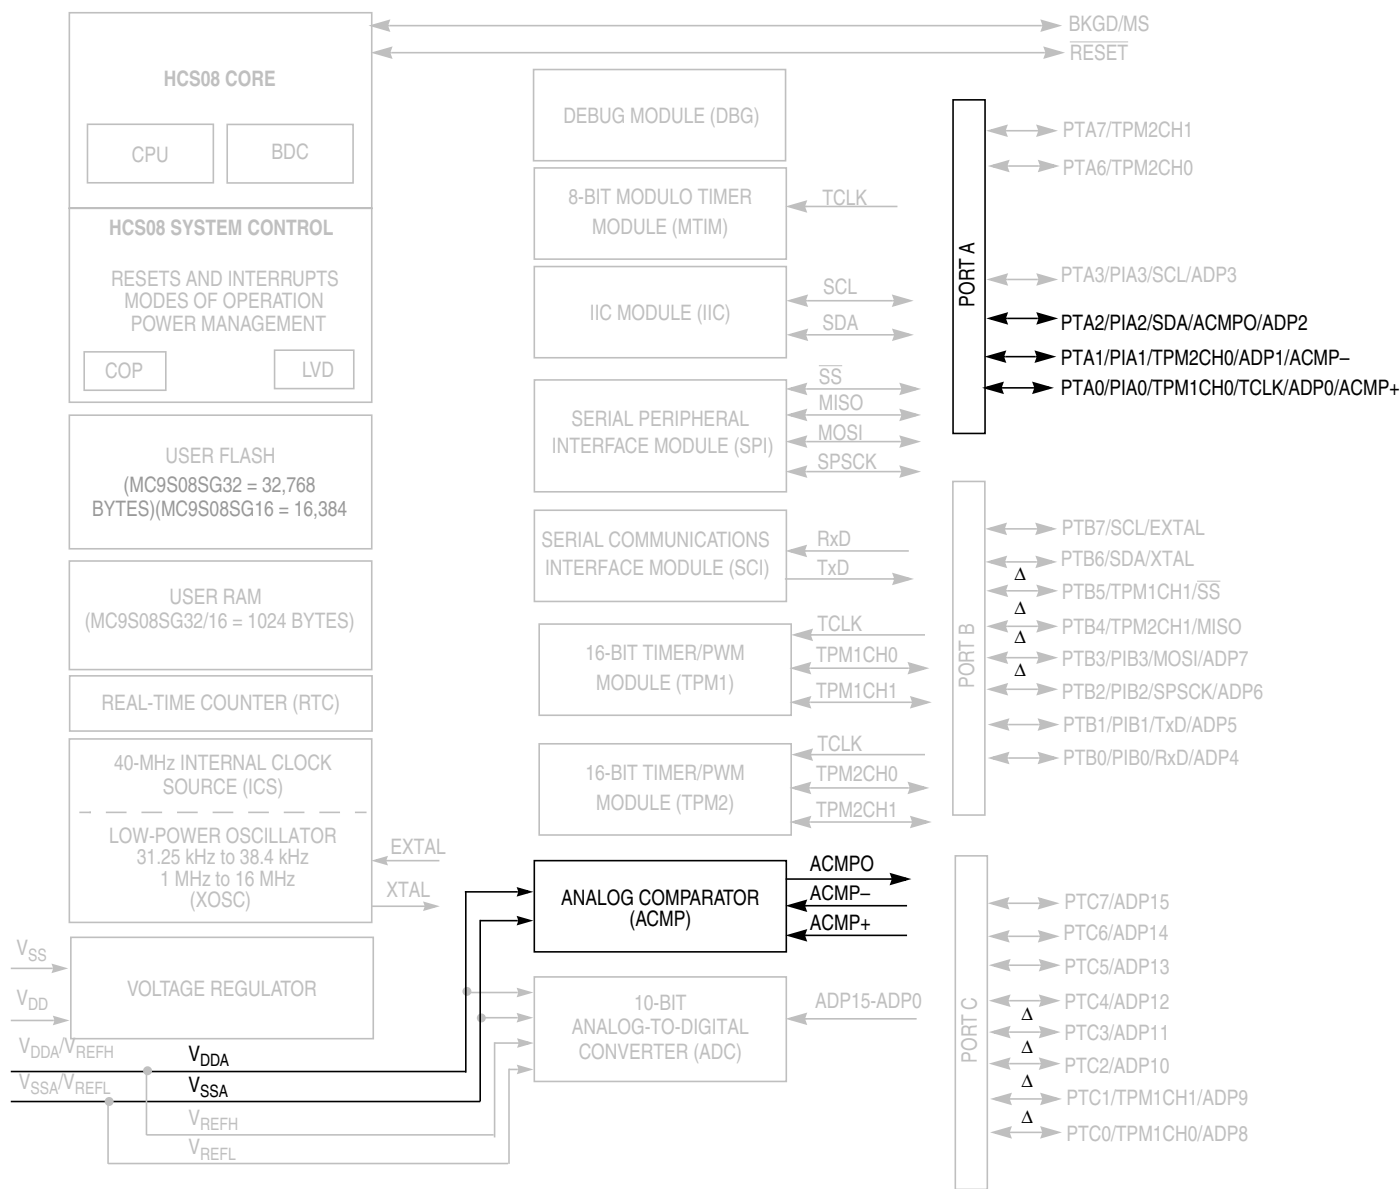 BKGD/MS
RESET
HCS08 CORE
CPU
BDC
HCS08 SYSTEM CONTROL
RESETS AND INTERRUPTS
MODES OF OPERATION
POWER MANAGEMENT
COP
LVD
USER FLASH
(MC9S08SG32 = 32,768
BYTES)(MC9S08SG16 = 16,384
USER RAM
(MC9S08SG32/16 = 1024 BYTES)
REAL-TIME COUNTER (RTC)
40-MHz INTERNAL CLOCK
SOURCE (ICS)
LOW-POWER OSCILLATOR
31.25 kHz to 38.4 kHz
1 MHz to 16 MHz
(XOSC)
EXTAL
XTAL
VSS
VDD
VOLTAGE REGULATOR
VDDA/VREFH
VDDA
VSSA/VREFL
VSSA
VREFH
VREFL
DEBUG MODULE (DBG)
8-BIT MODULO TIMER
MODULE (MTIM)
TCLK
IIC MODULE (IIC)
SCL
SDA
SERIAL PERIPHERAL
INTERFACE MODULE (SPI)
SS
MISO
MOSI
SPSCK
SERIAL COMMUNICATIONS
INTERFACE MODULE (SCI)
RxD
TxD
16-BIT TIMER/PWM
MODULE (TPM1)
TCLK
TPM1CH0
TPM1CH1
16-BIT TIMER/PWM
MODULE (TPM2)
TCLK
TPM2CH0
TPM2CH1
ANALOG COMPARATOR
(ACMP)
ACMPO
ACMP–
ACMP+
10-BIT
ANALOG-TO-DIGITAL
CONVERTER (ADC)
ADP15-ADP0
PORT A
PTA7/TPM2CH1
PTA6/TPM2CH0
PTA3/PIA3/SCL/ADP3
PTA2/PIA2/SDA/ACMPO/ADP2
PTA1/PIA1/TPM2CH0/ADP1/ACMP–
PTA0/PIA0/TPM1CH0/TCLK/ADP0/ACMP+
PORT B
PTB7/SCL/EXTAL
PTB6/SDA/XTAL
Δ
PTB5/TPM1CH1/SS
Δ
PTB4/TPM2CH1/MISO
Δ
PTB3/PIB3/MOSI/ADP7
Δ
PTB2/PIB2/SPSCK/ADP6
PTB1/PIB1/TxD/ADP5
PTB0/PIB0/RxD/ADP4
PORT C
PTC7/ADP15
PTC6/ADP14
PTC5/ADP13
PTC4/ADP12
Δ
PTC3/ADP11
Δ
PTC2/ADP10
Δ
PTC1/TPM1CH1/ADP9
Δ
PTC0/TPM1CH0/ADP8